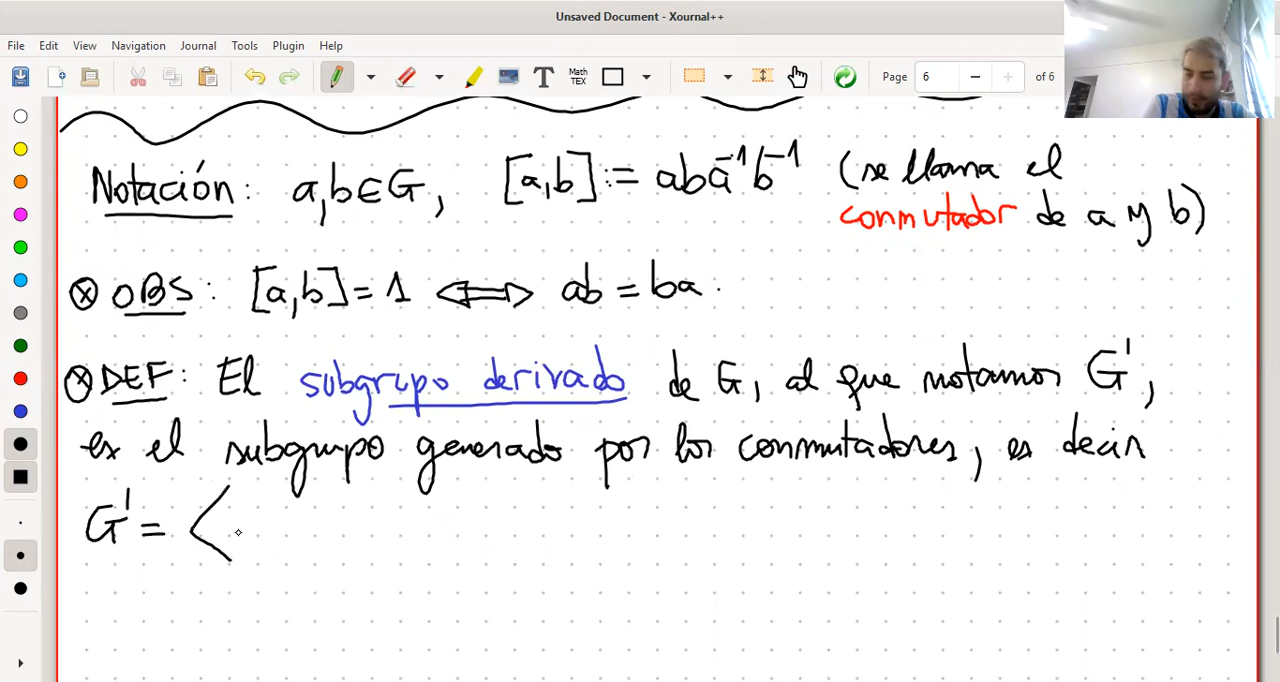 Unsaved Document - Xournal++
File Edit View Navigation Journal Tools Plugin Help
Math TEX Page 6 of 6
Notación: a,b∈G, [a,b] := aba⁻¹b⁻¹ (se llama el
conmutador de a y b)
⊗ OBS: [a,b] = 1 ⟺ ab = ba.
⊗ DEF: El subgrupo derivado de G, al que notamos G',
es el subgrupo generado por los conmutadores, es decir
G' = ⟨